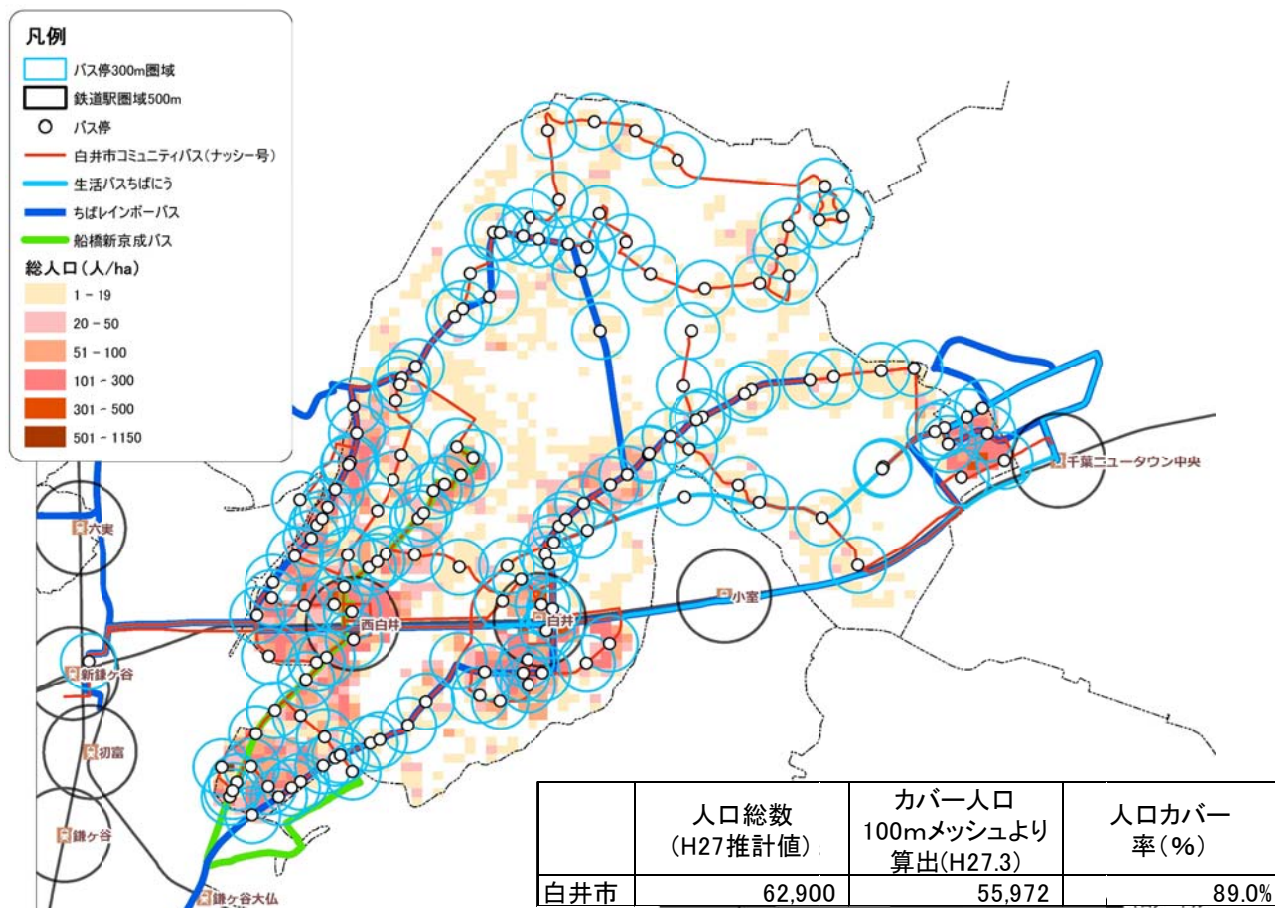 凡例
バス停300m圏域
鉄道駅圏域500m
バス停
白井市コミュニティバス(ナッシー号)
生活バスちばにう
ちばレインボーバス
船橋新京成バス
総人口(人/ha)
1 - 19
20 - 50
51 - 100
101 - 300
301 - 500
501 - 1150
千葉ニュータウン中央
六実
小室
西白井
白井
新鎌ヶ谷
初富
鎌ヶ谷
鎌ヶ谷大仏
人口総数
(H27推計値)
カバー人口
100mメッシュより
算出(H27.3)
人口カバー
率(%)
白井市 62,900 55,972 89.0%